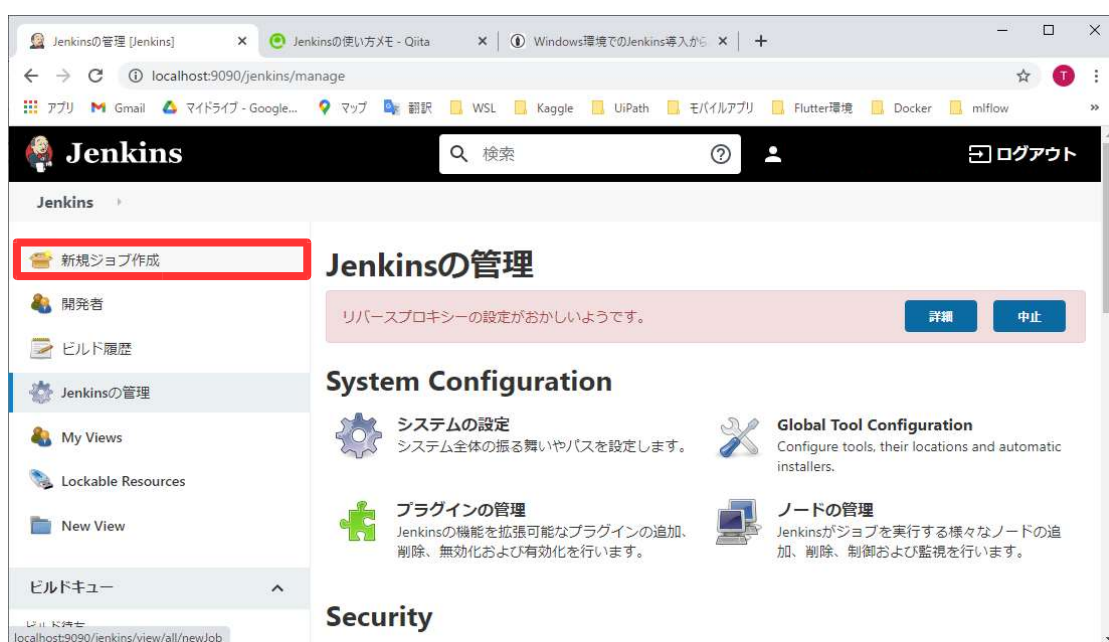 Jenkinsの管理 [Jenkins]
Jenkinsの使い方メモ - Qiita
Windows環境でのJenkins導入から
localhost:9090/jenkins/manage
T
アプリ
Gmail
マイドライブ - Google...
マップ
翻訳
WSL
Kaggle
UiPath
モバイルアプリ
Flutter環境
Docker
mlflow
»
Jenkins
検索
ログアウト
Jenkins
新規ジョブ作成
開発者
ビルド履歴
Jenkinsの管理
My Views
Lockable Resources
New View
ビルドキュー
ビルド待ち
localhost:9090/jenkins/view/all/newJob
Jenkinsの管理
リバースプロキシーの設定がおかしいようです。
詳細
中止
System Configuration
システムの設定
システム全体の振る舞いやパスを設定します。
Global Tool Configuration
Configure tools, their locations and automatic
installers.
プラグインの管理
Jenkinsの機能を拡張可能なプラグインの追加、
削除、無効化および有効化を行います。
ノードの管理
Jenkinsがジョブを実行する様々なノードの追
加、削除、制御および監視を行います。
Security